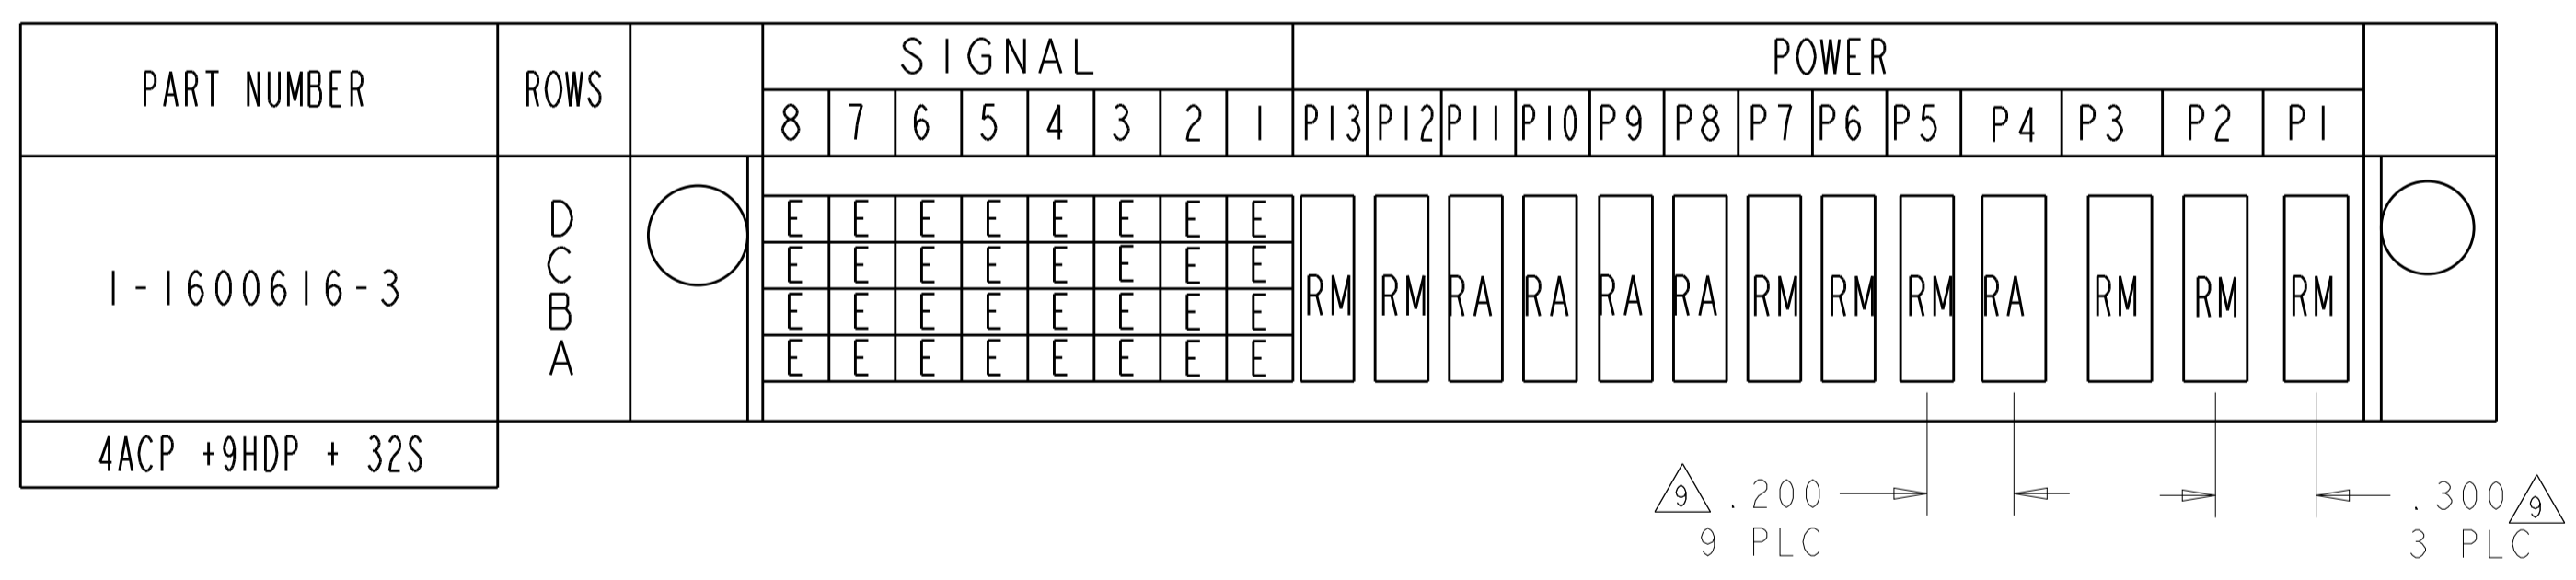 PART NUMBER ROWS SIGNAL POWER
8 7 6 5 4 3 2 1 P13 P12 P11 P10 P9 P8 P7 P6 P5 P4 P3 P2 P1
D E E E E E E E E
C E E E E E E E E
1-1600616-3 RM RM RA RA RA RA RM RM RM RA RM RM RM
B E E E E E E E E
A E E E E E E E E
4ACP +9HDP + 32S
9 .200
9 PLC
.300 9
3 PLC